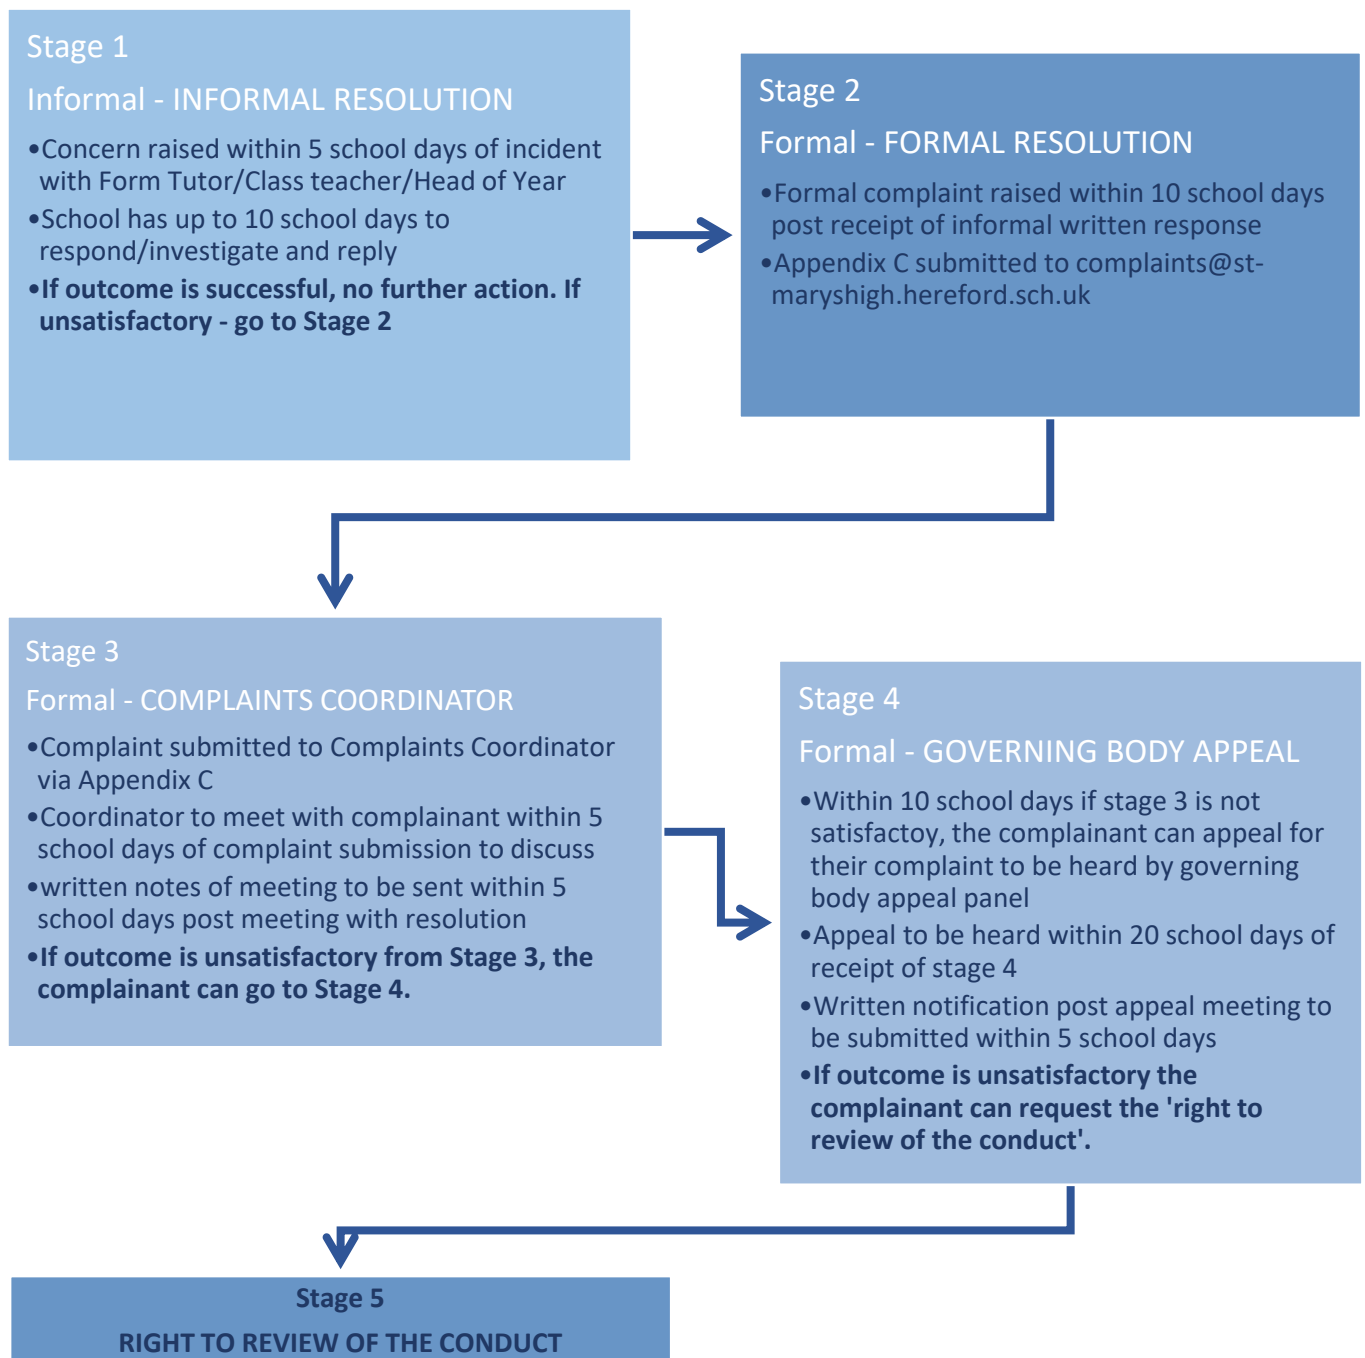 Stage 1
Informal - INFORMAL RESOLUTION
•Concern raised within 5 school days of incident
with Form Tutor/Class teacher/Head of Year
•School has up to 10 school days to
respond/investigate and reply
•If outcome is successful, no further action. If
unsatisfactory - go to Stage 2
Stage 2
Formal - FORMAL RESOLUTION
•Formal complaint raised within 10 school days
post receipt of informal written response
•Appendix C submitted to complaints@st-
maryshigh.hereford.sch.uk
Stage 3
Formal - COMPLAINTS COORDINATOR
•Complaint submitted to Complaints Coordinator
via Appendix C
•Coordinator to meet with complainant within 5
school days of complaint submission to discuss
•written notes of meeting to be sent within 5
school days post meeting with resolution
•If outcome is unsatisfactory from Stage 3, the
complainant can go to Stage 4.
Stage 4
Formal - GOVERNING BODY APPEAL
•Within 10 school days if stage 3 is not
satisfactoy, the complainant can appeal for
their complaint to be heard by governing
body appeal panel
•Appeal to be heard within 20 school days of
receipt of stage 4
•Written notification post appeal meeting to
be submitted within 5 school days
•If outcome is unsatisfactory the
complainant can request the 'right to
review of the conduct'.
Stage 5
RIGHT TO REVIEW OF THE CONDUCT